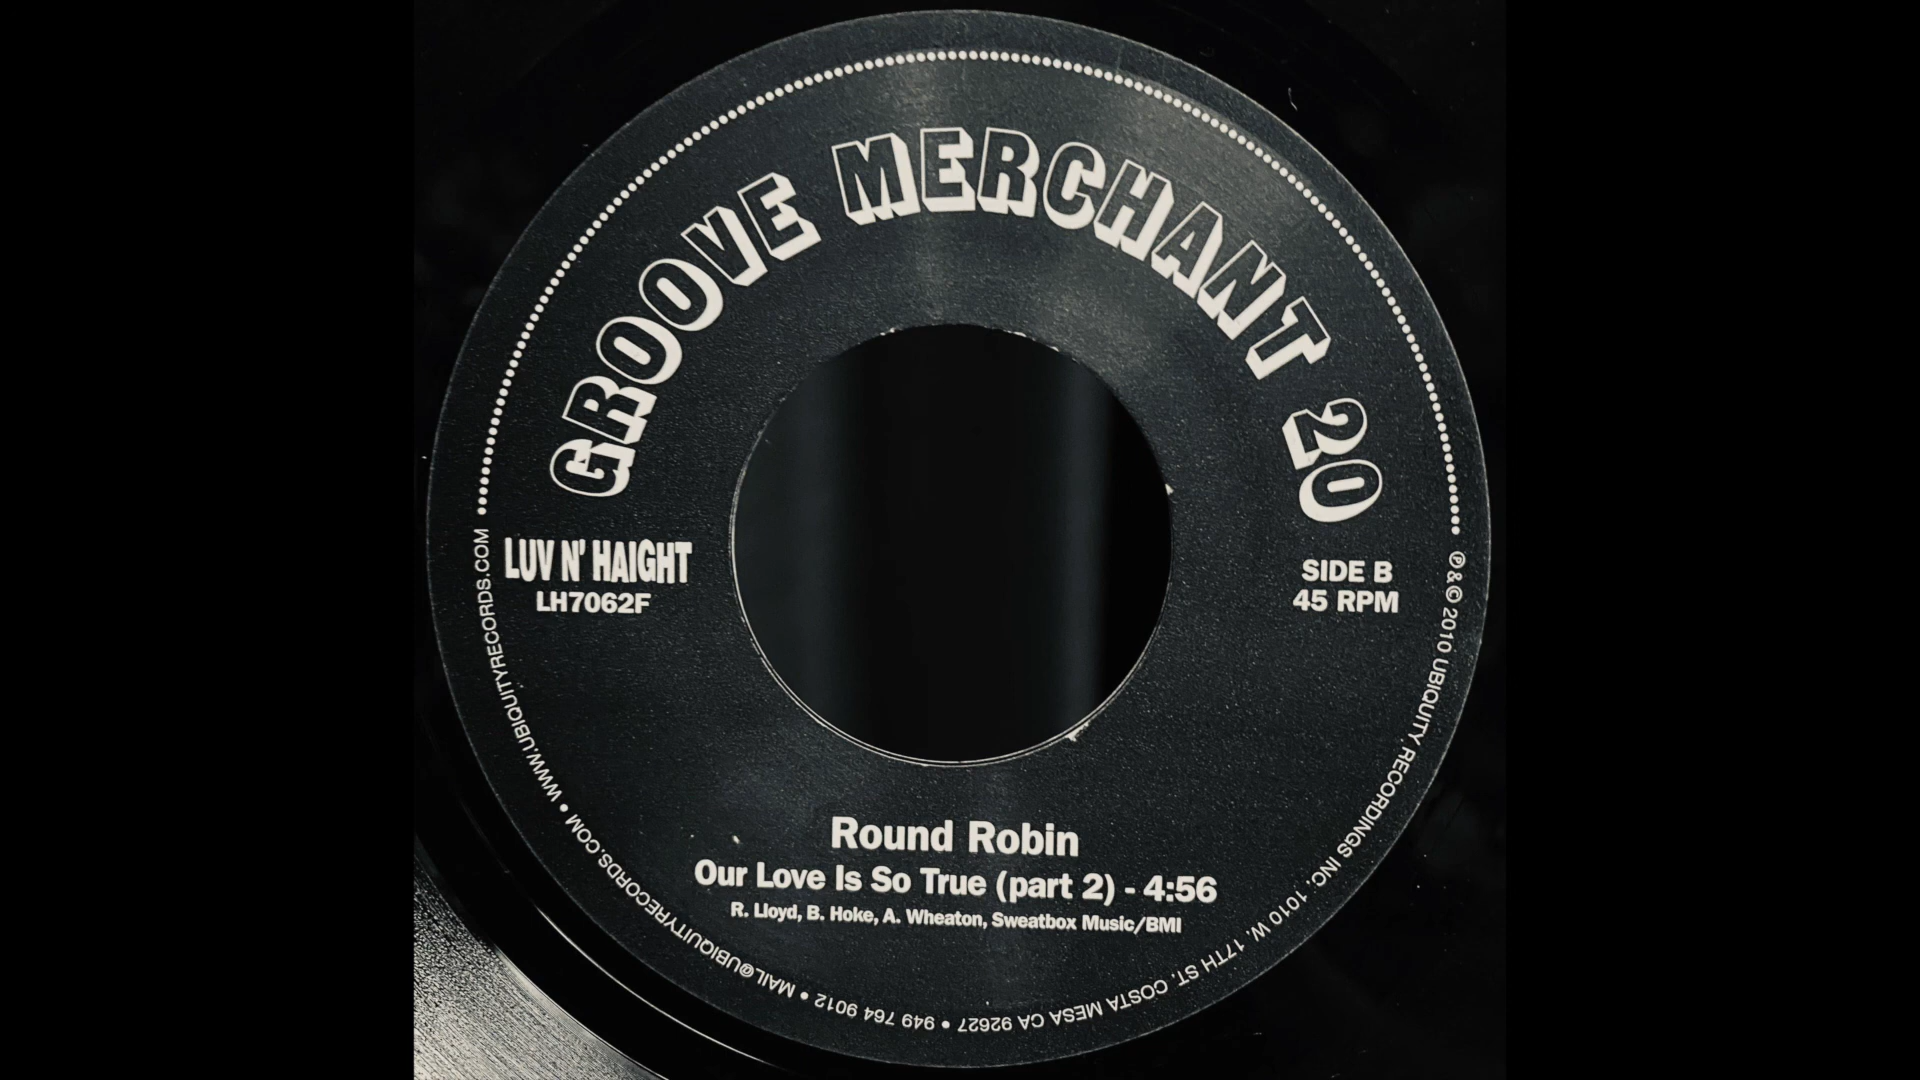 GROOVE MERCHANT 20
LUV N' HAIGHT
LH7062F
SIDE B
45 RPM
Round Robin
Our Love Is So True (part 2) - 4:56
R. Lloyd, B. Hoke, A. Wheaton, Sweatbox Music/BMI
℗&© 2010 UBIQUITY RECORDINGS INC. 1010 W. 17TH ST. COSTA MESA CA 92627 • 949 764 9012 • MAIL@UBIQUITYRECORDS.COM • WWW.UBIQUITYRECORDS.COM